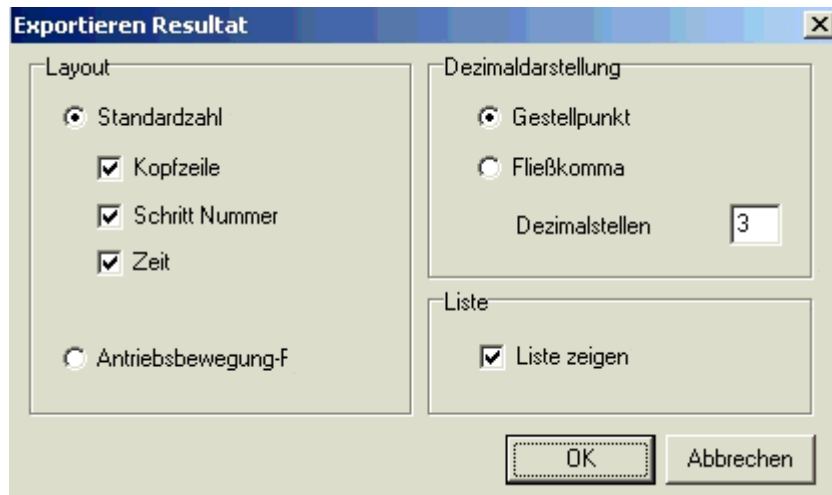 Exportieren Resultat
Layout
Standardzahl
Kopfzeile
Schritt Nummer
Zeit
Antriebsbewegung-F
Dezimaldarstellung
Gestellpunkt
Fließkomma
Dezimalstellen 3
Liste
Liste zeigen
OK Abbrechen